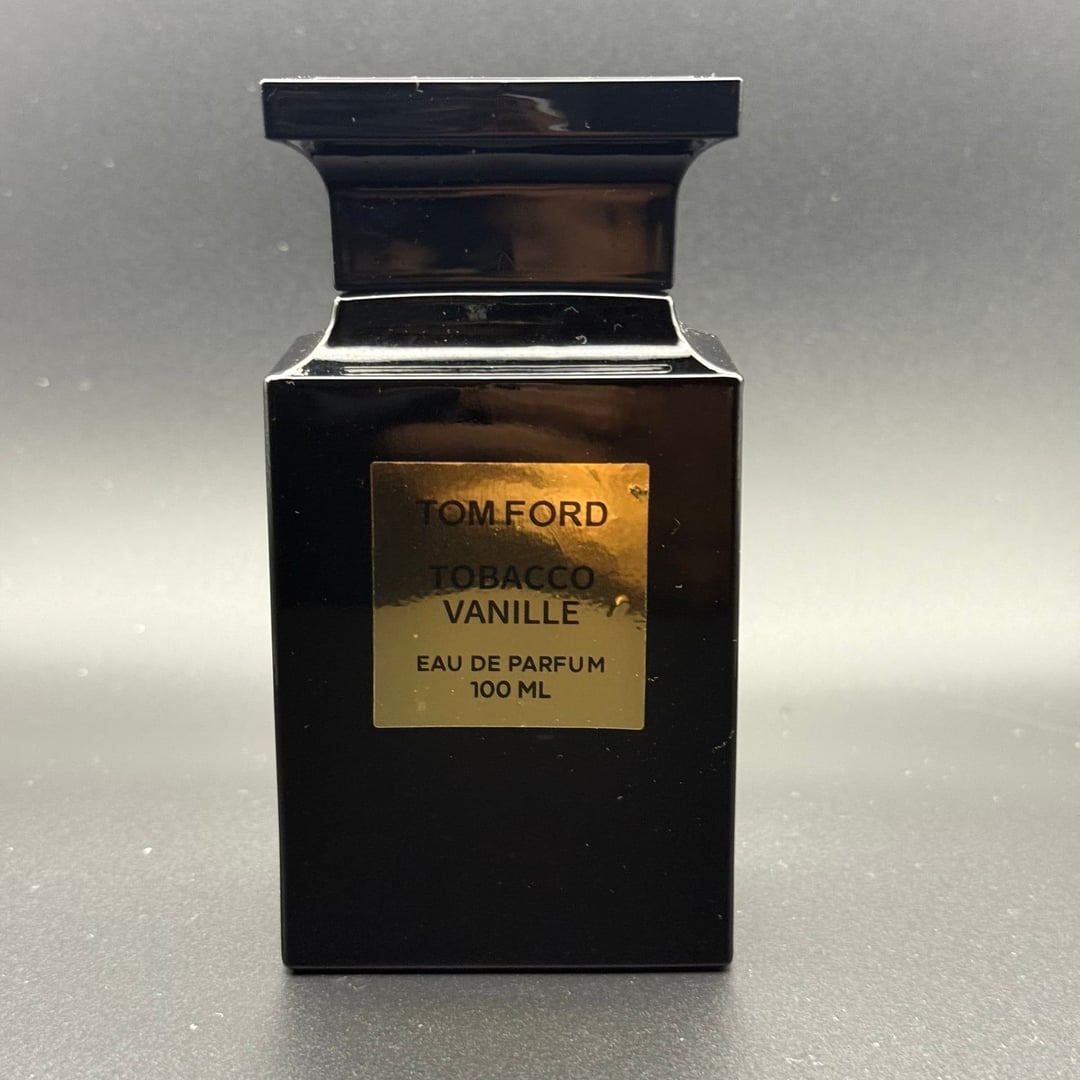 TOM FORD
TOBACCO
VANILLE
EAU DE PARFUM
100 ML